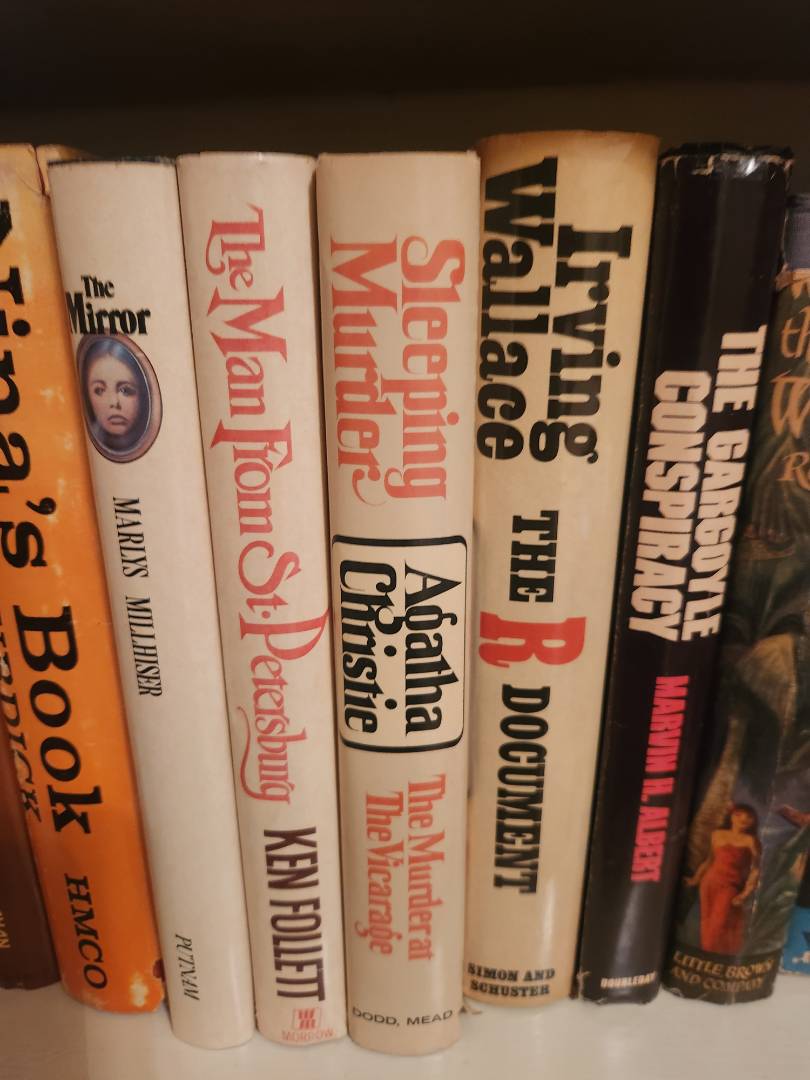 Nina's Book
HMCO
The
Mirror
MARLYS MILLHISER
PUTNAM
The Man From St. Petersburg
KEN FOLLETT
MORROW
Sleeping
Murder
Agatha
Christie
The Murder at
The Vicarage
DODD, MEAD
Irving
Wallace
THE
R
DOCUMENT
SIMON AND
SCHUSTER
THE GARGOYLE
CONSPIRACY
MARVIN H. ALBERT
DOUBLEDAY
LITTLE BROWN
AND COMPANY